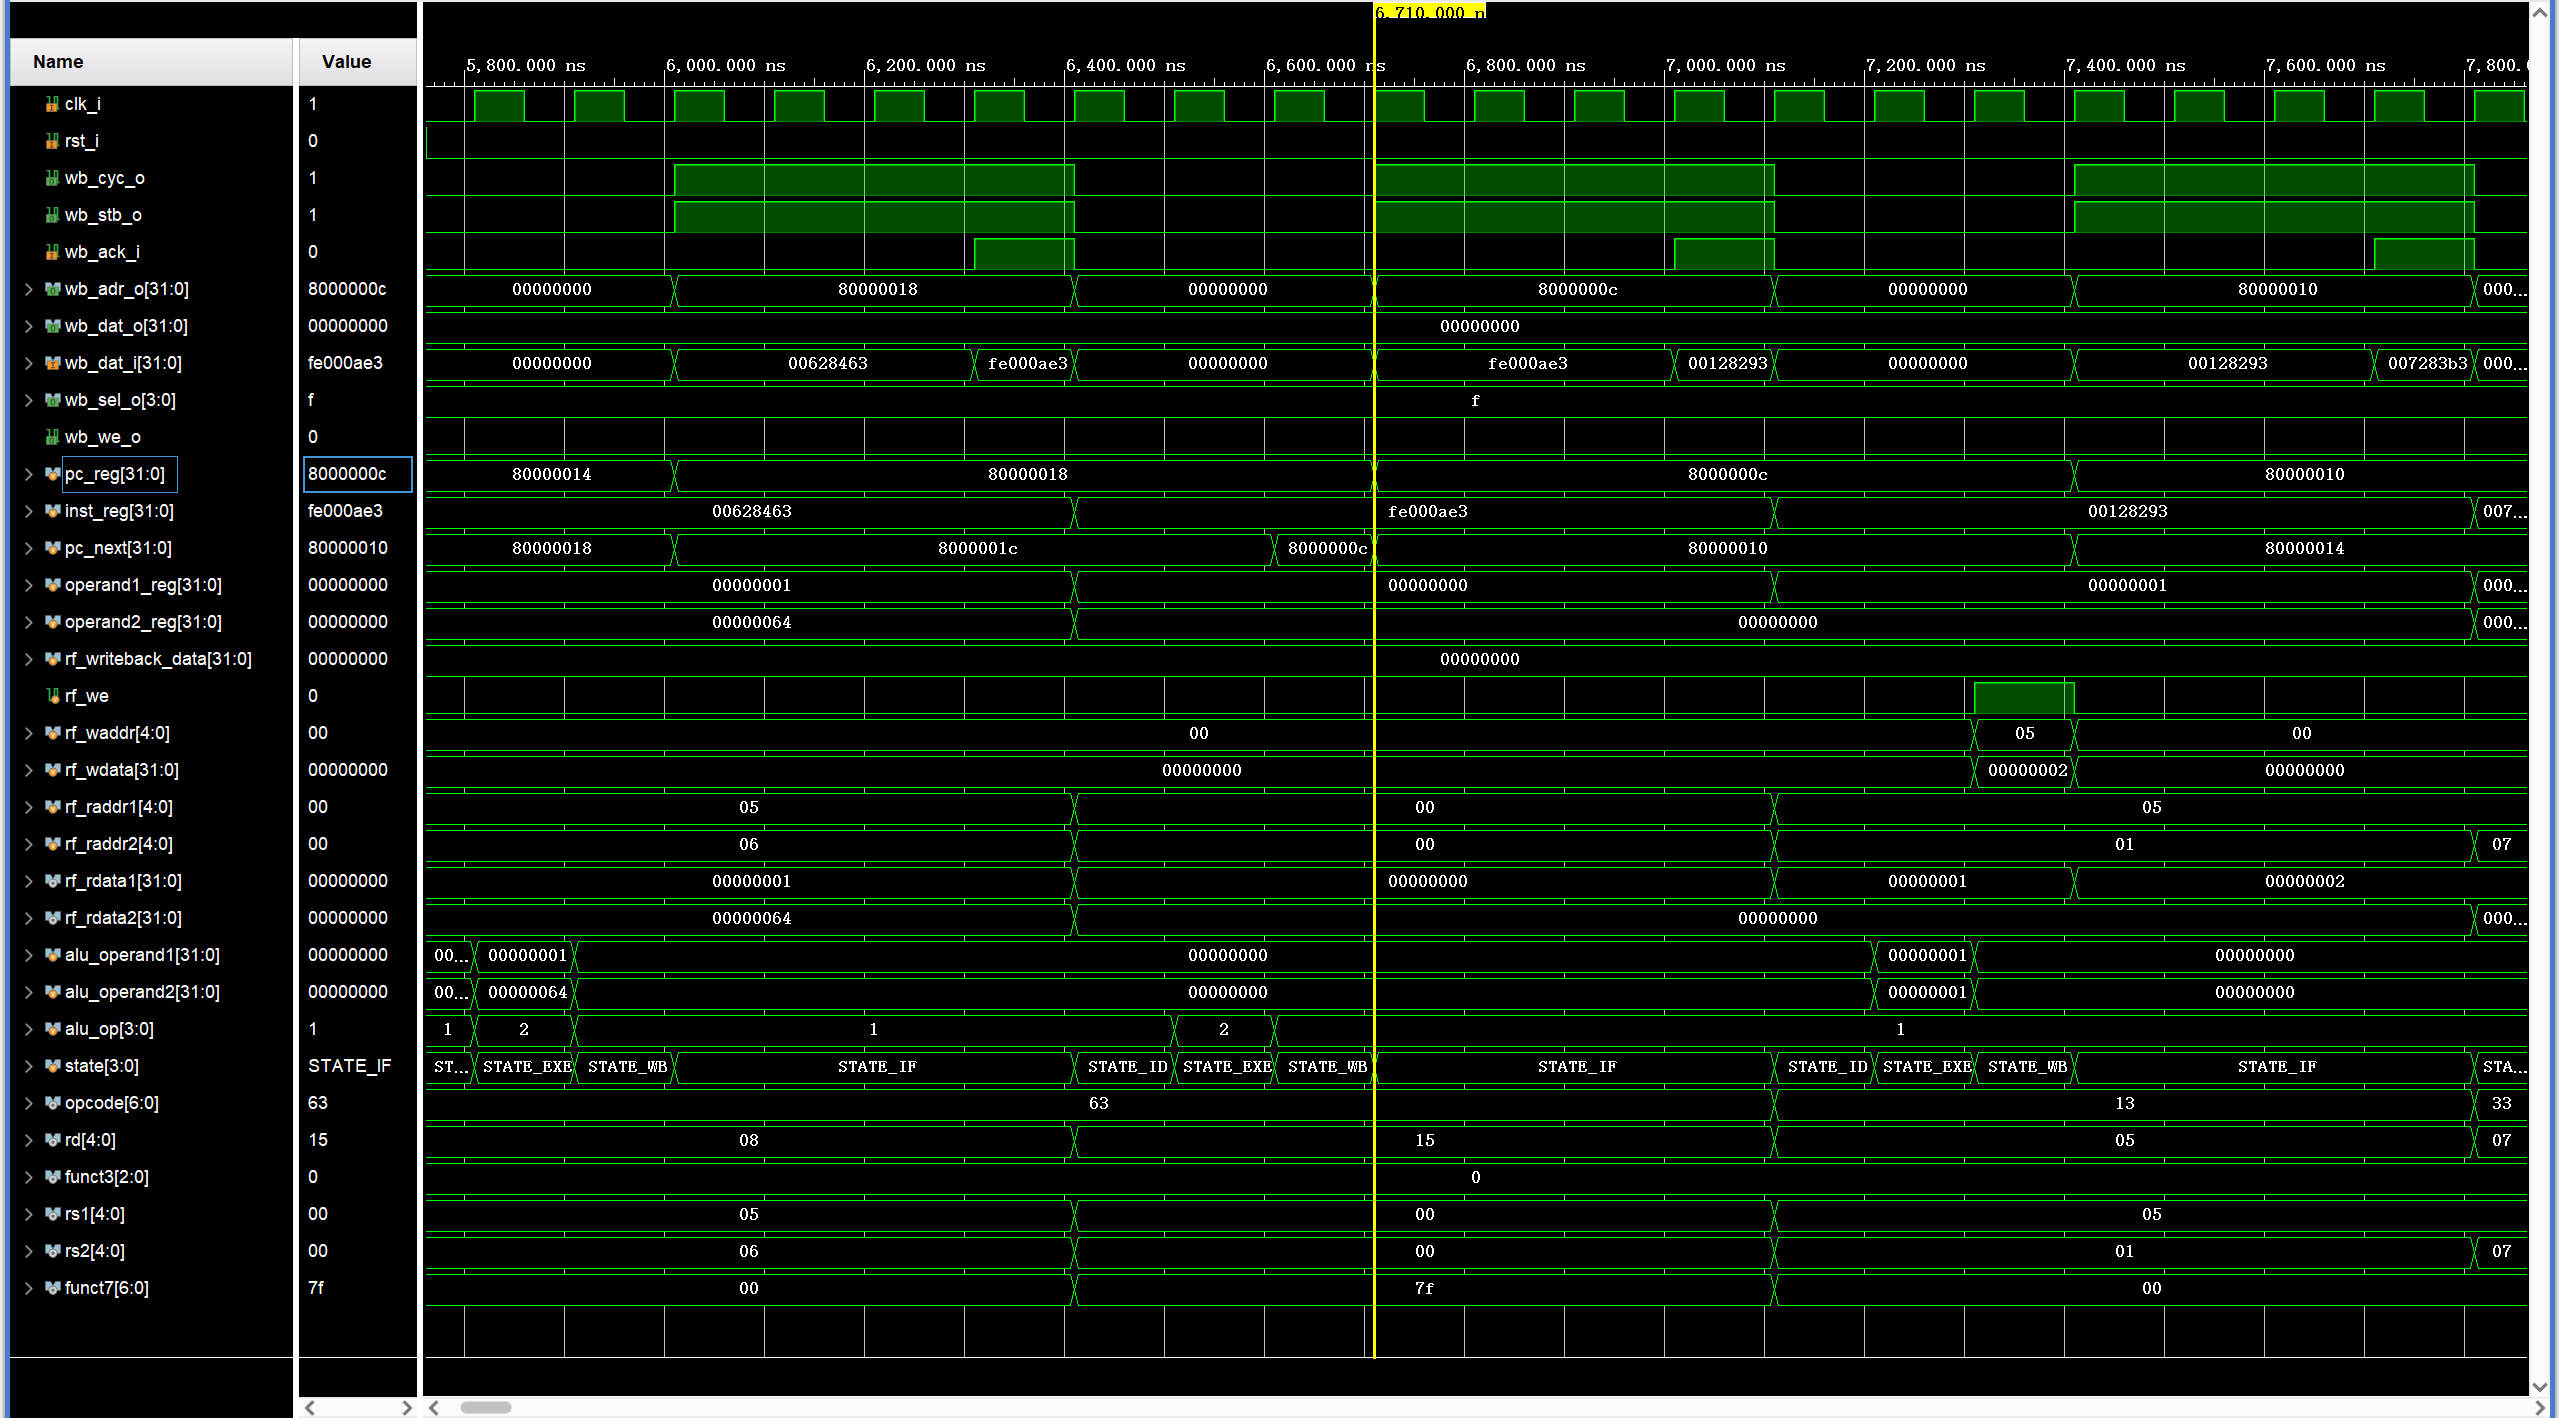 6,710.000 n
Name Value 5,800.000 ns 6,000.000 ns 6,200.000 ns 6,400.000 ns 6,600.000 ns 6,800.000 ns 7,000.000 ns 7,200.000 ns 7,400.000 ns 7,600.000 ns 7,800.
clk_i 1
rst_i 0
wb_cyc_o 1
wb_stb_o 1
wb_ack_i 0
wb_adr_o[31:0] 8000000c 00000000 80000018 00000000 8000000c 00000000 80000010 000...
wb_dat_o[31:0] 00000000 00000000
wb_dat_i[31:0] fe000ae3 00000000 00628463 fe000ae3 00000000 fe000ae3 00128293 00000000 00128293 007283b3 000...
wb_sel_o[3:0] f f
wb_we_o 0
pc_reg[31:0] 8000000c 80000014 80000018 8000000c 80000010
inst_reg[31:0] fe000ae3 00628463 fe000ae3 00128293 007...
pc_next[31:0] 80000010 80000018 8000001c 8000000c 80000010 80000014
operand1_reg[31:0] 00000000 00000001 00000000 00000001 000...
operand2_reg[31:0] 00000000 00000064 00000000 000...
rf_writeback_data[31:0] 00000000 00000000
rf_we 0
rf_waddr[4:0] 00 00 05 00
rf_wdata[31:0] 00000000 00000000 00000002 00000000
rf_raddr1[4:0] 00 05 00 05
rf_raddr2[4:0] 00 06 00 01 07
rf_rdata1[31:0] 00000000 00000001 00000000 00000001 00000002
rf_rdata2[31:0] 00000000 00000064 00000000 000...
alu_operand1[31:0] 00000000 00... 00000001 00000000 00000001 00000000
alu_operand2[31:0] 00000000 00... 00000064 00000000 00000001 00000000
alu_op[3:0] 1 1 2 1 2 1
state[3:0] STATE_IF ST... STATE_EXE STATE_WB STATE_IF STATE_ID STATE_EXE STATE_WB STATE_IF STATE_ID STATE_EXE STATE_WB STATE_IF STA...
opcode[6:0] 63 63 13 33
rd[4:0] 15 08 15 05 07
funct3[2:0] 0 0
rs1[4:0] 00 05 00 05
rs2[4:0] 00 06 00 01 07
funct7[6:0] 7f 00 7f 00